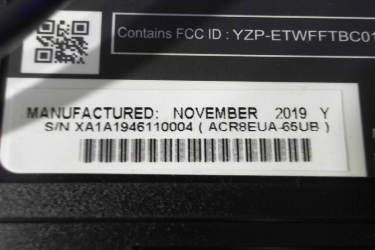 Contains FCC ID : YZP-ETWFFTBC01
MANUFACTURED: NOVEMBER 2019 Y
S/N XA1A1946110004 ( ACR8EUA-65UB )